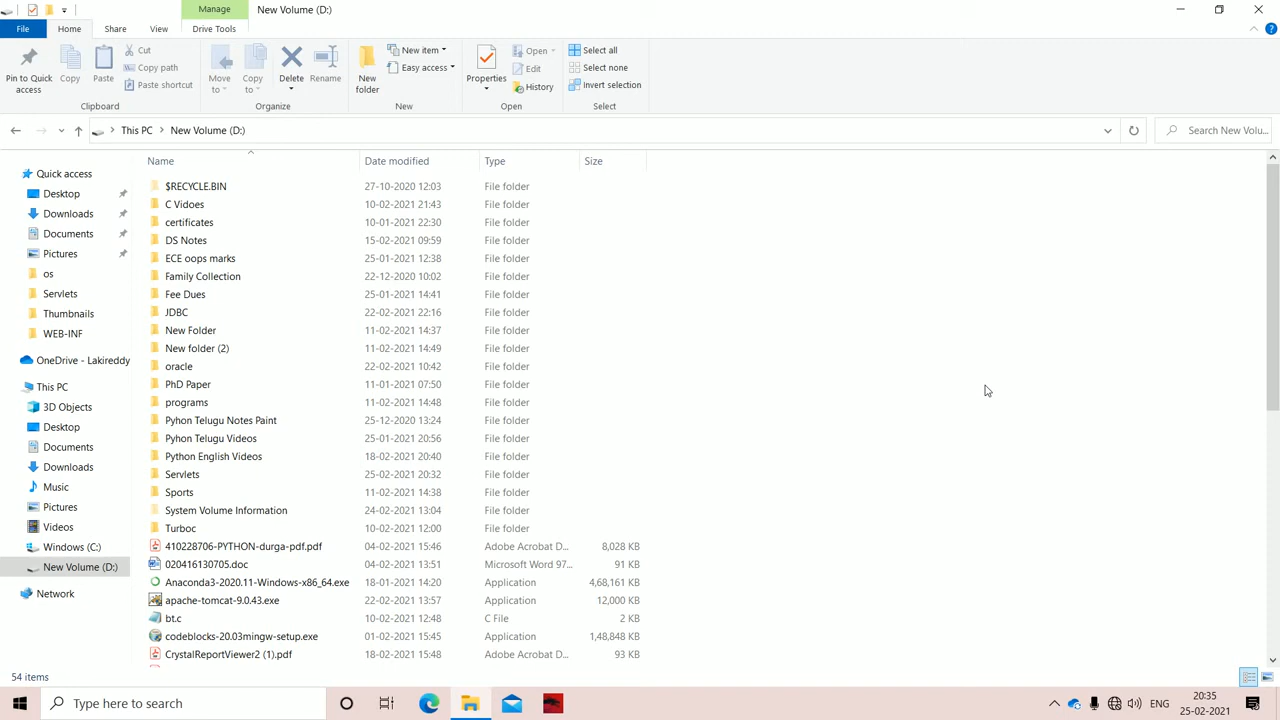 Manage
New Volume (D:)
File
Home
Share
View
Drive Tools
Pin to Quick access
Copy
Paste
Cut
Copy path
Paste shortcut
Clipboard
Move to
Copy to
Delete
Rename
Organize
New folder
New item
Easy access
New
Properties
Open
Edit
History
Open
Select all
Select none
Invert selection
Select
This PC > New Volume (D:)
Search New Volu...
Quick access
Desktop
Downloads
Documents
Pictures
os
Servlets
Thumbnails
WEB-INF
OneDrive - Lakireddy
This PC
3D Objects
Desktop
Documents
Downloads
Music
Pictures
Videos
Windows (C:)
New Volume (D:)
Network
Name Date modified Type Size
$RECYCLE.BIN 27-10-2020 12:03 File folder
C Vidoes 10-02-2021 21:43 File folder
certificates 10-01-2021 22:30 File folder
DS Notes 15-02-2021 09:59 File folder
ECE oops marks 25-01-2021 12:38 File folder
Family Collection 22-12-2020 10:02 File folder
Fee Dues 25-01-2021 14:41 File folder
JDBC 22-02-2021 22:16 File folder
New Folder 11-02-2021 14:37 File folder
New folder (2) 11-02-2021 14:49 File folder
oracle 22-02-2021 10:42 File folder
PhD Paper 11-01-2021 07:50 File folder
programs 11-02-2021 14:48 File folder
Pyhon Telugu Notes Paint 25-12-2020 13:24 File folder
Pyhon Telugu Videos 25-01-2021 20:56 File folder
Python English Videos 18-02-2021 20:40 File folder
Servlets 25-02-2021 20:32 File folder
Sports 11-02-2021 14:38 File folder
System Volume Information 24-02-2021 13:04 File folder
Turboc 10-02-2021 12:00 File folder
410228706-PYTHON-durga-pdf.pdf 04-02-2021 15:46 Adobe Acrobat D... 8,028 KB
020416130705.doc 04-02-2021 13:51 Microsoft Word 97... 91 KB
Anaconda3-2020.11-Windows-x86_64.exe 18-01-2021 14:20 Application 4,68,161 KB
apache-tomcat-9.0.43.exe 22-02-2021 13:57 Application 12,000 KB
bt.c 10-02-2021 12:48 C File 2 KB
codeblocks-20.03mingw-setup.exe 01-02-2021 15:45 Application 1,48,848 KB
CrystalReportViewer2 (1).pdf 18-02-2021 15:48 Adobe Acrobat D... 93 KB
54 items
Type here to search
ENG
20:35
25-02-2021